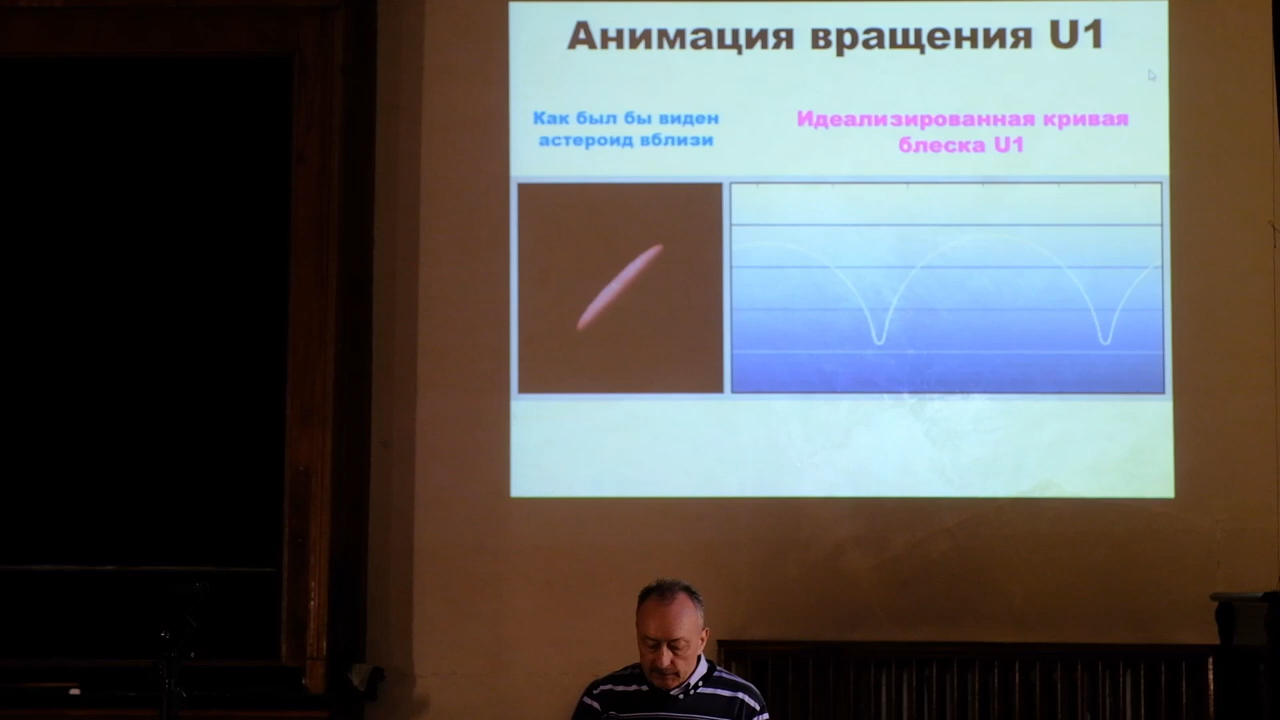 Анимация вращения U1
Как был бы виден
астероид вблизи
Идеализированная кривая
блеска U1